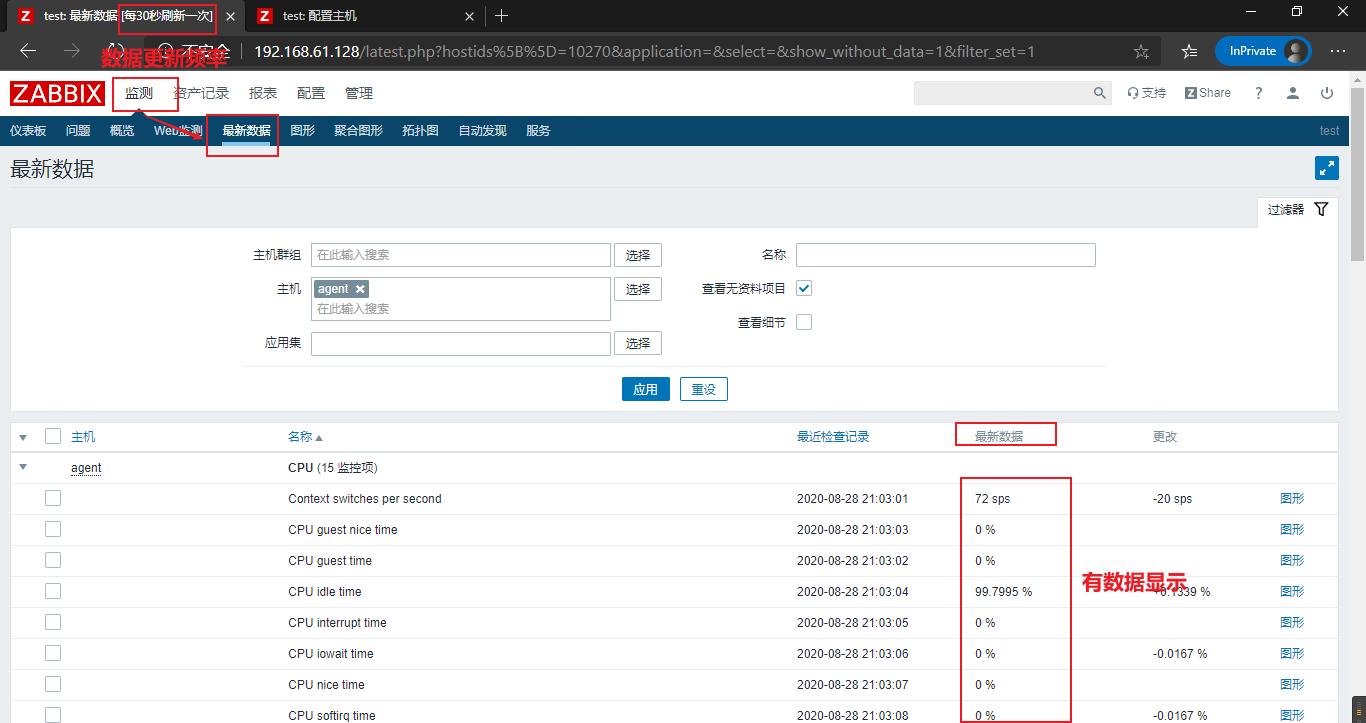 Z test: 最新数据 [每30秒刷新一次]
Z test: 配置主机
不安全 192.168.61.128/latest.php?hostids%5B%5D=10270&application=&select=&show_without_data=1&filter_set=1
InPrivate
数据更新频率
ZABBIX 监测 资产记录 报表 配置 管理 支持 Z Share ?
仪表板 问题 概览 Web监测 最新数据 图形 聚合图形 拓扑图 自动发现 服务 test
最新数据
过滤器
主机群组 在此输入搜索 选择 名称
主机 agent 选择 查看无资料项目
在此输入搜索
查看细节
应用集 选择
应用 重设
主机 名称 最近检查记录 最新数据 更改
agent CPU (15 监控项)
Context switches per second 2020-08-28 21:03:01 72 sps -20 sps 图形
CPU guest nice time 2020-08-28 21:03:03 0 % 图形
CPU guest time 2020-08-28 21:03:02 0 % 图形
有数据显示
CPU idle time 2020-08-28 21:03:04 99.7995 % +0.1339 % 图形
CPU interrupt time 2020-08-28 21:03:05 0 % 图形
CPU iowait time 2020-08-28 21:03:06 0 % -0.0167 % 图形
CPU nice time 2020-08-28 21:03:07 0 % 图形
CPU softirq time 2020-08-28 21:03:08 0 % -0.0167 % 图形